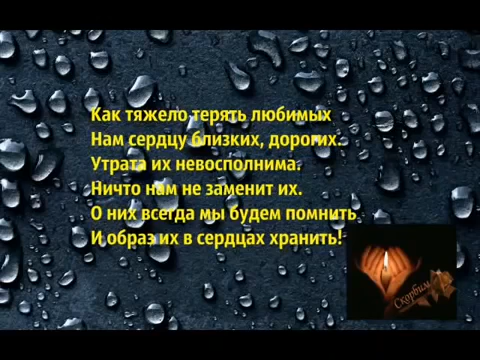 Как тяжело терять любимых
Нам сердцу близких, дорогих.
Утрата их невосполнима.
Ничто нам не заменит их.
О них всегда мы будем помнить
И образ их в сердцах хранить!
Скорбим